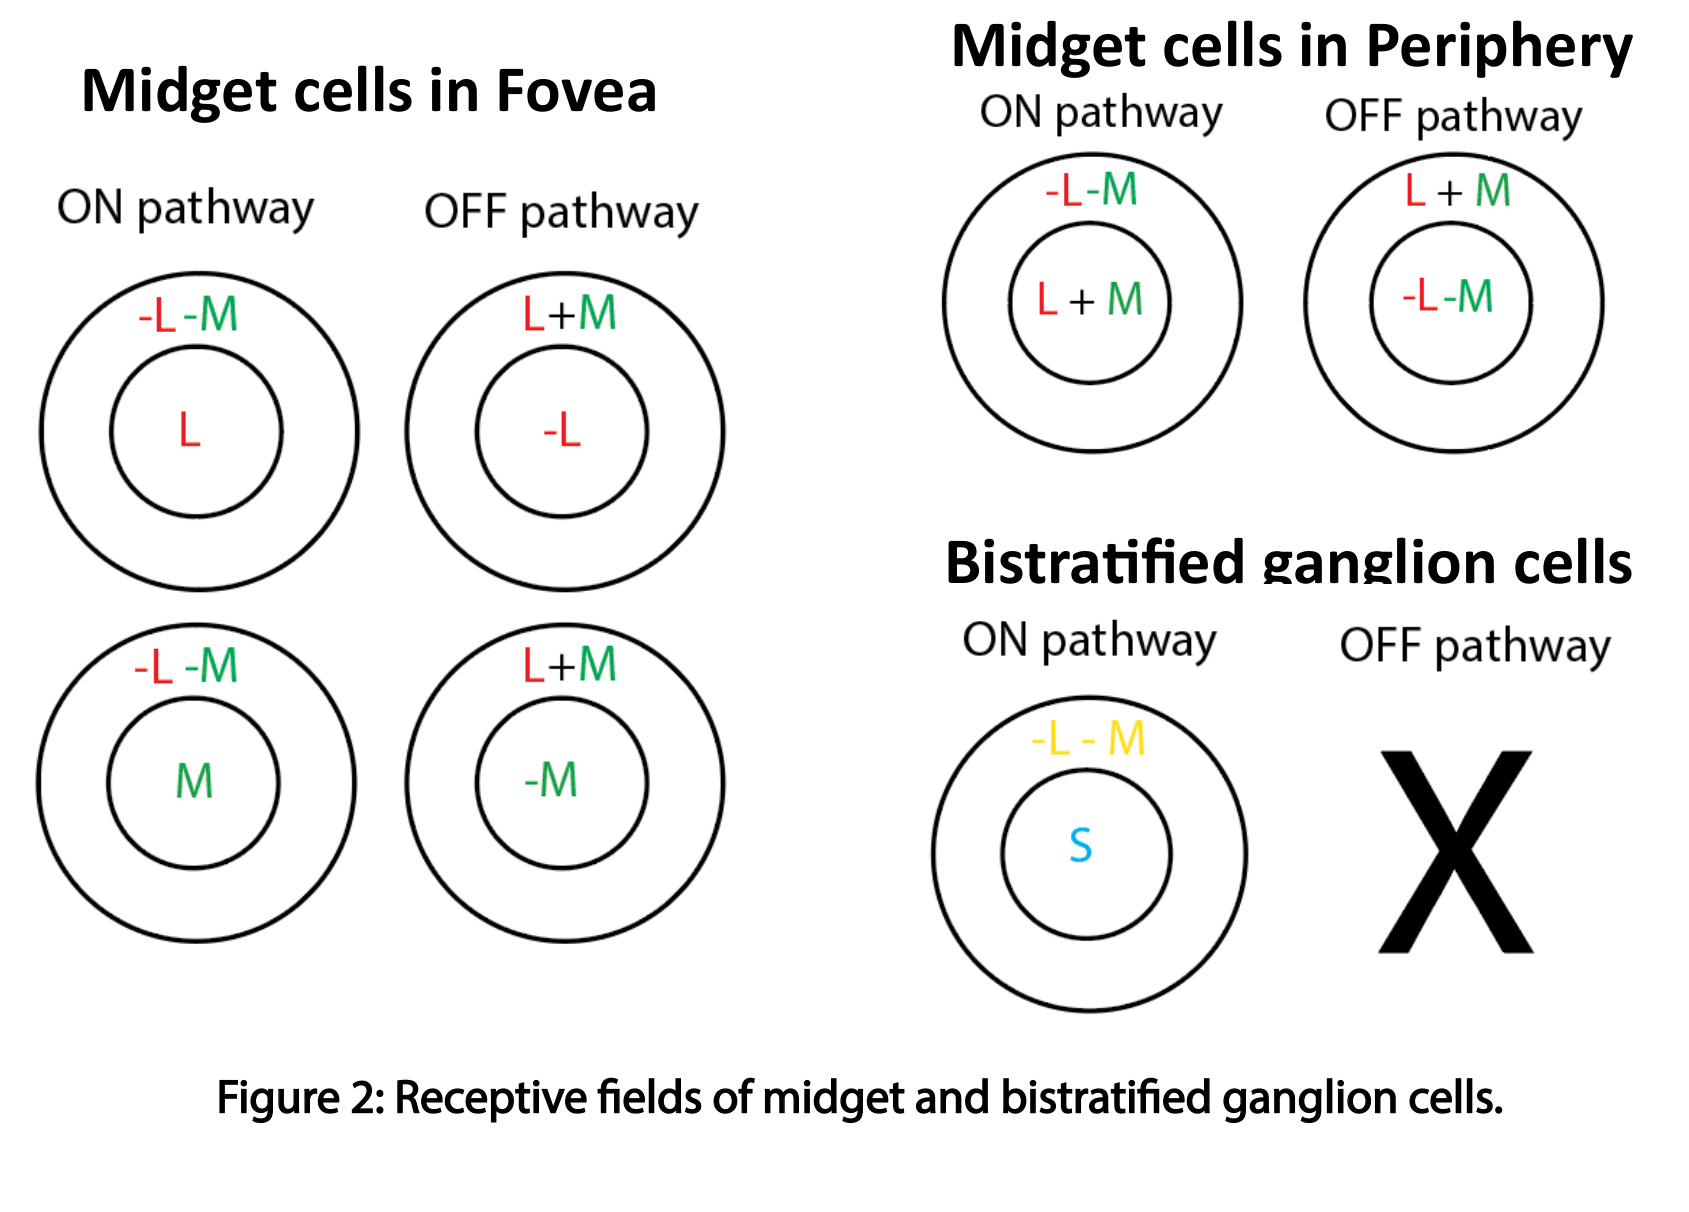 Midget cells in Fovea
ON pathway
OFF pathway
-L -M
L
L+M
-L
-L -M
M
L+M
-M
Midget cells in Periphery
ON pathway
OFF pathway
-L-M
L + M
L + M
-L-M
Bistratified ganglion cells
ON pathway
OFF pathway
-L - M
S
X
Figure 2: Receptive fields of midget and bistratified ganglion cells.